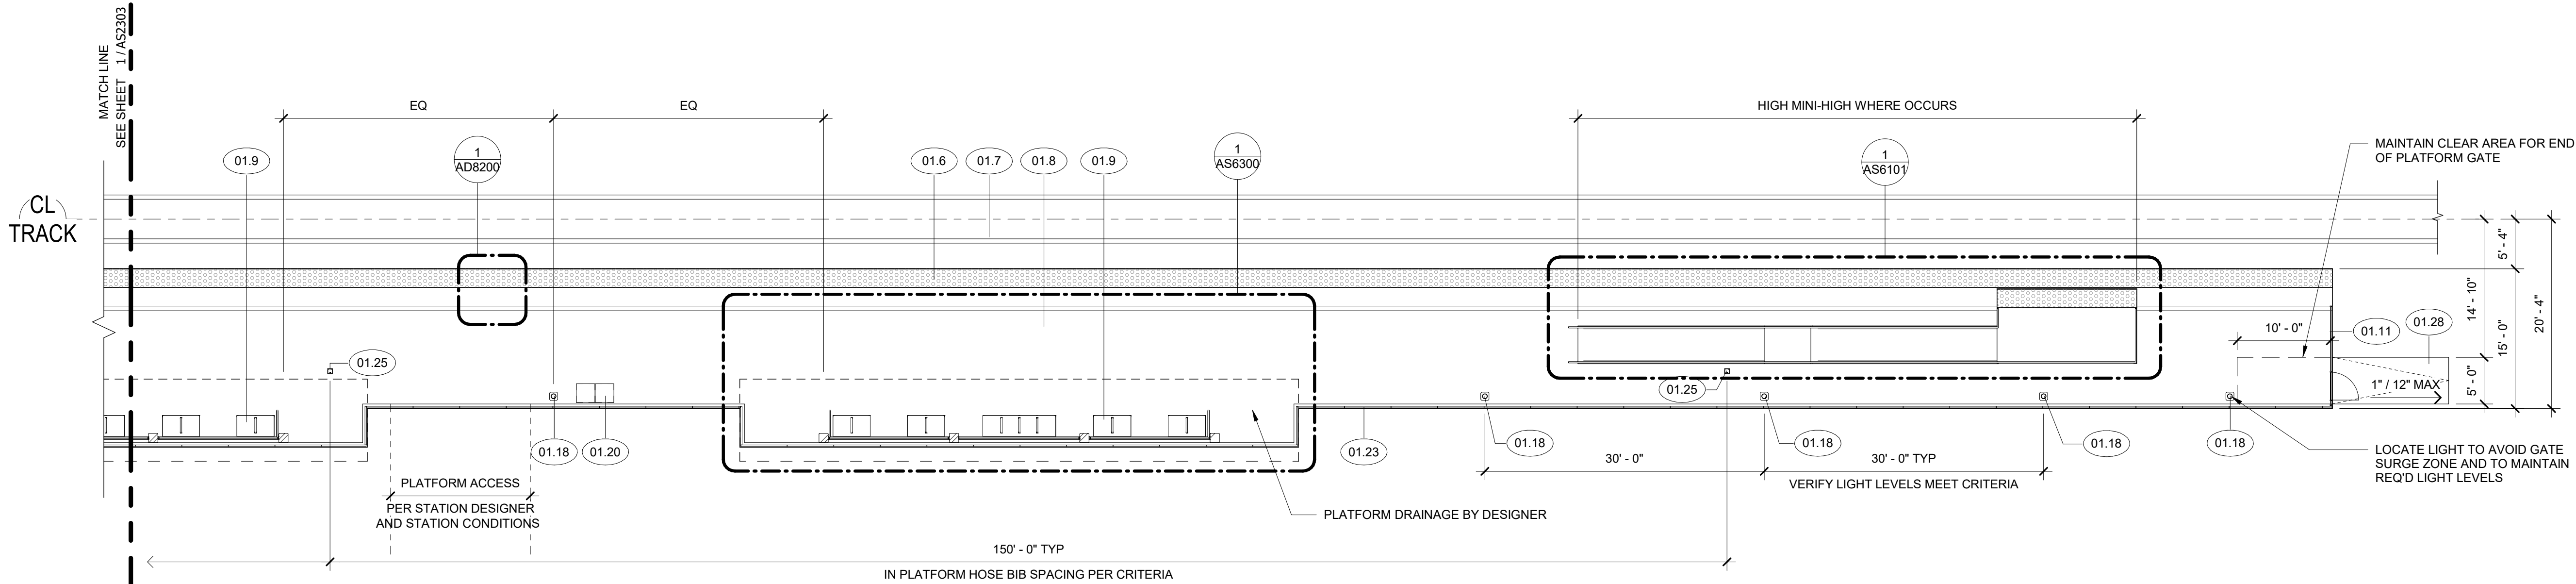 MATCH LINE
SEE SHEET 1 / AS2303
EQ
EQ
HIGH MINI-HIGH WHERE OCCURS
01.9
1
AD8200
01.6
01.7
01.8
01.9
1
AS6300
1
AS6101
MAINTAIN CLEAR AREA FOR END
OF PLATFORM GATE
CL
TRACK
5' - 4"
14' - 10"
15' - 0"
20' - 4"
5' - 0"
10' - 0"
01.11
01.28
1" / 12" MAX
01.25
01.25
01.18
01.20
01.23
01.18
01.18
01.18
01.18
30' - 0"
30' - 0" TYP
VERIFY LIGHT LEVELS MEET CRITERIA
LOCATE LIGHT TO AVOID GATE
SURGE ZONE AND TO MAINTAIN
REQ'D LIGHT LEVELS
PLATFORM ACCESS
PER STATION DESIGNER
AND STATION CONDITIONS
PLATFORM DRAINAGE BY DESIGNER
150' - 0" TYP
IN PLATFORM HOSE BIB SPACING PER CRITERIA